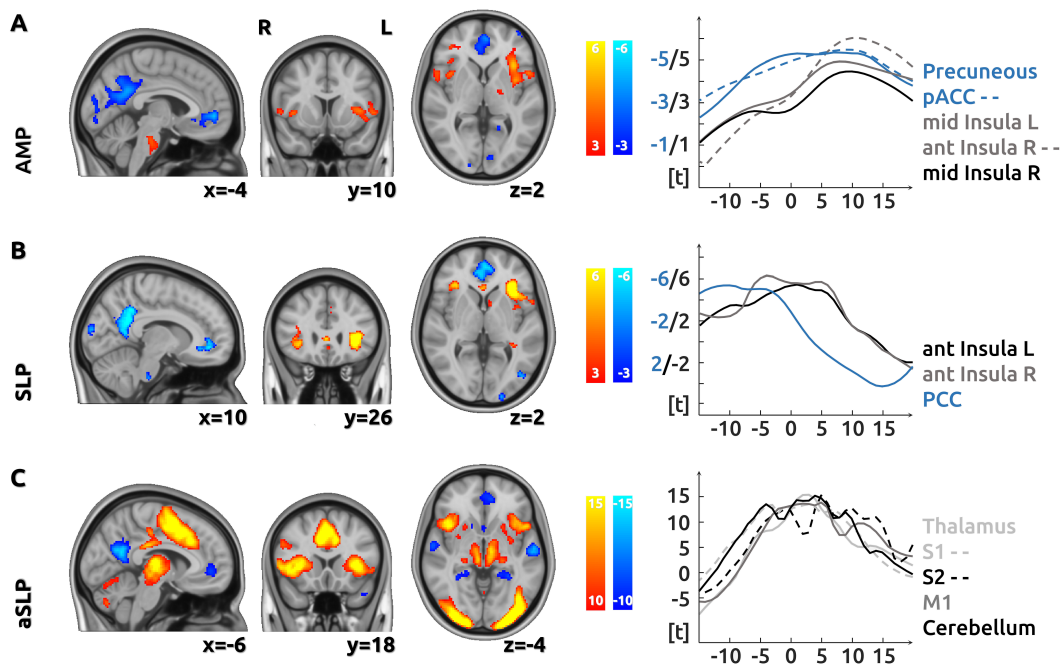 A
R
L
AMP
x=-4
y=10
z=2
6
-6
3
-3
-5/5
-3/3
-1/1
[t]
-10
-5
0
5
10
15
Precuneous
pACC - -
mid Insula L
ant Insula R - -
mid Insula R
B
SLP
x=10
y=26
z=2
6
-6
3
-3
-6/6
-2/2
2/-2
[t]
-10
-5
0
5
10
15
ant Insula L
ant Insula R
PCC
C
aSLP
x=-6
y=18
z=-4
15
-15
10
-10
15
10
5
0
-5
[t]
-10
-5
0
5
10
15
Thalamus
S1 - -
S2 - -
M1
Cerebellum